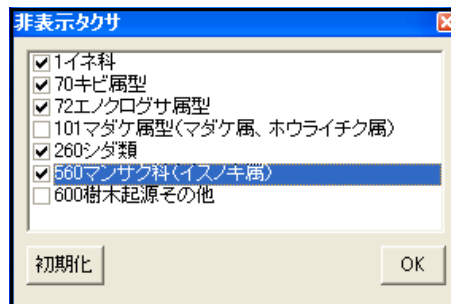 非表示タクサ
1イネ科
70キビ属型
72エノクログサ属型
101マダケ属型(マダケ属、ホウライチク属)
260シダ類
560マンサク科(イスノキ属)
600樹木起源その他
初期化
OK